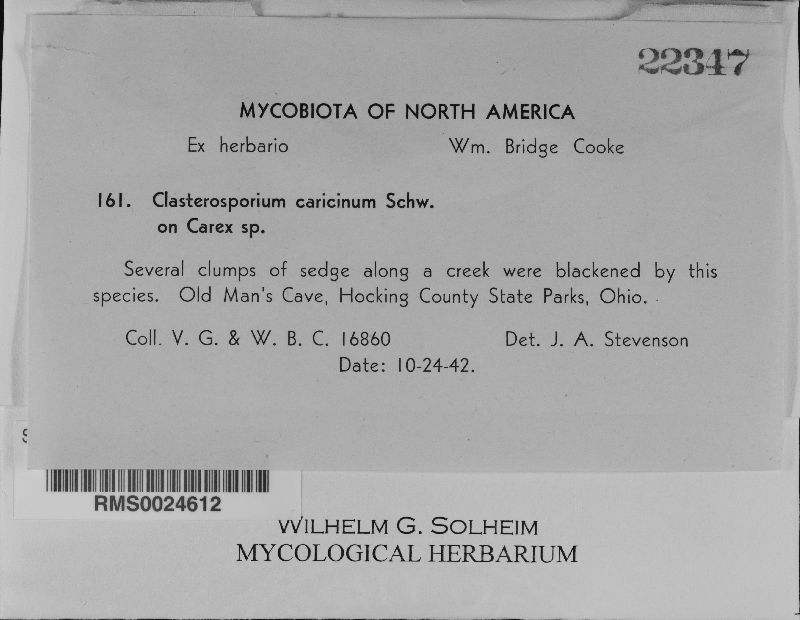 22347
MYCOBIOTA OF NORTH AMERICA
Ex herbario Wm. Bridge Cooke
161. Clasterosporium caricinum Schw.
on Carex sp.
Several clumps of sedge along a creek were blackened by this
species. Old Man's Cave, Hocking County State Parks, Ohio.
Coll. V. G. & W. B. C. 16860 Det. J. A. Stevenson
Date: 10-24-42.
RMS0024612
WILHELM G. SOLHEIM
MYCOLOGICAL HERBARIUM